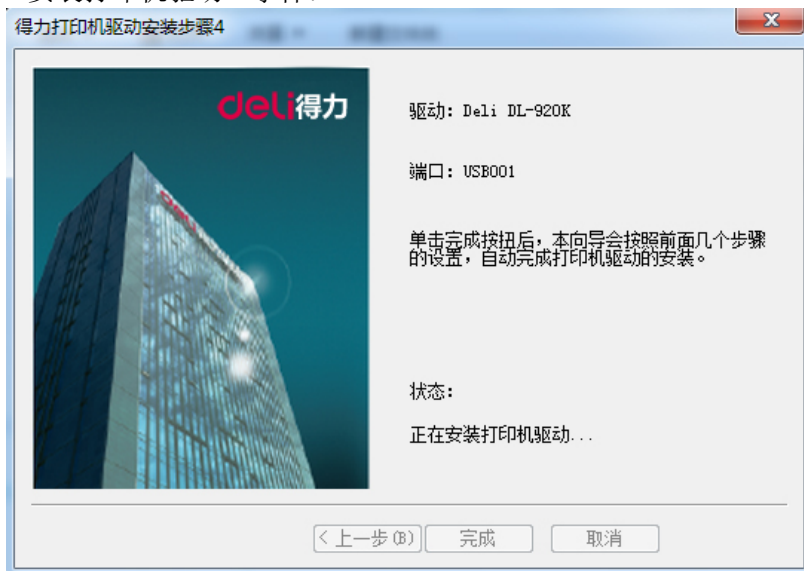 得力打印机驱动安装步骤4
deli得力
驱动: Deli DL-920K
端口: USB001
单击完成按扭后，本向导会按照前面几个步骤
的设置，自动完成打印机驱动的安装。
状态:
正在安装打印机驱动...
< 上一步(B)
完成
取消
deli